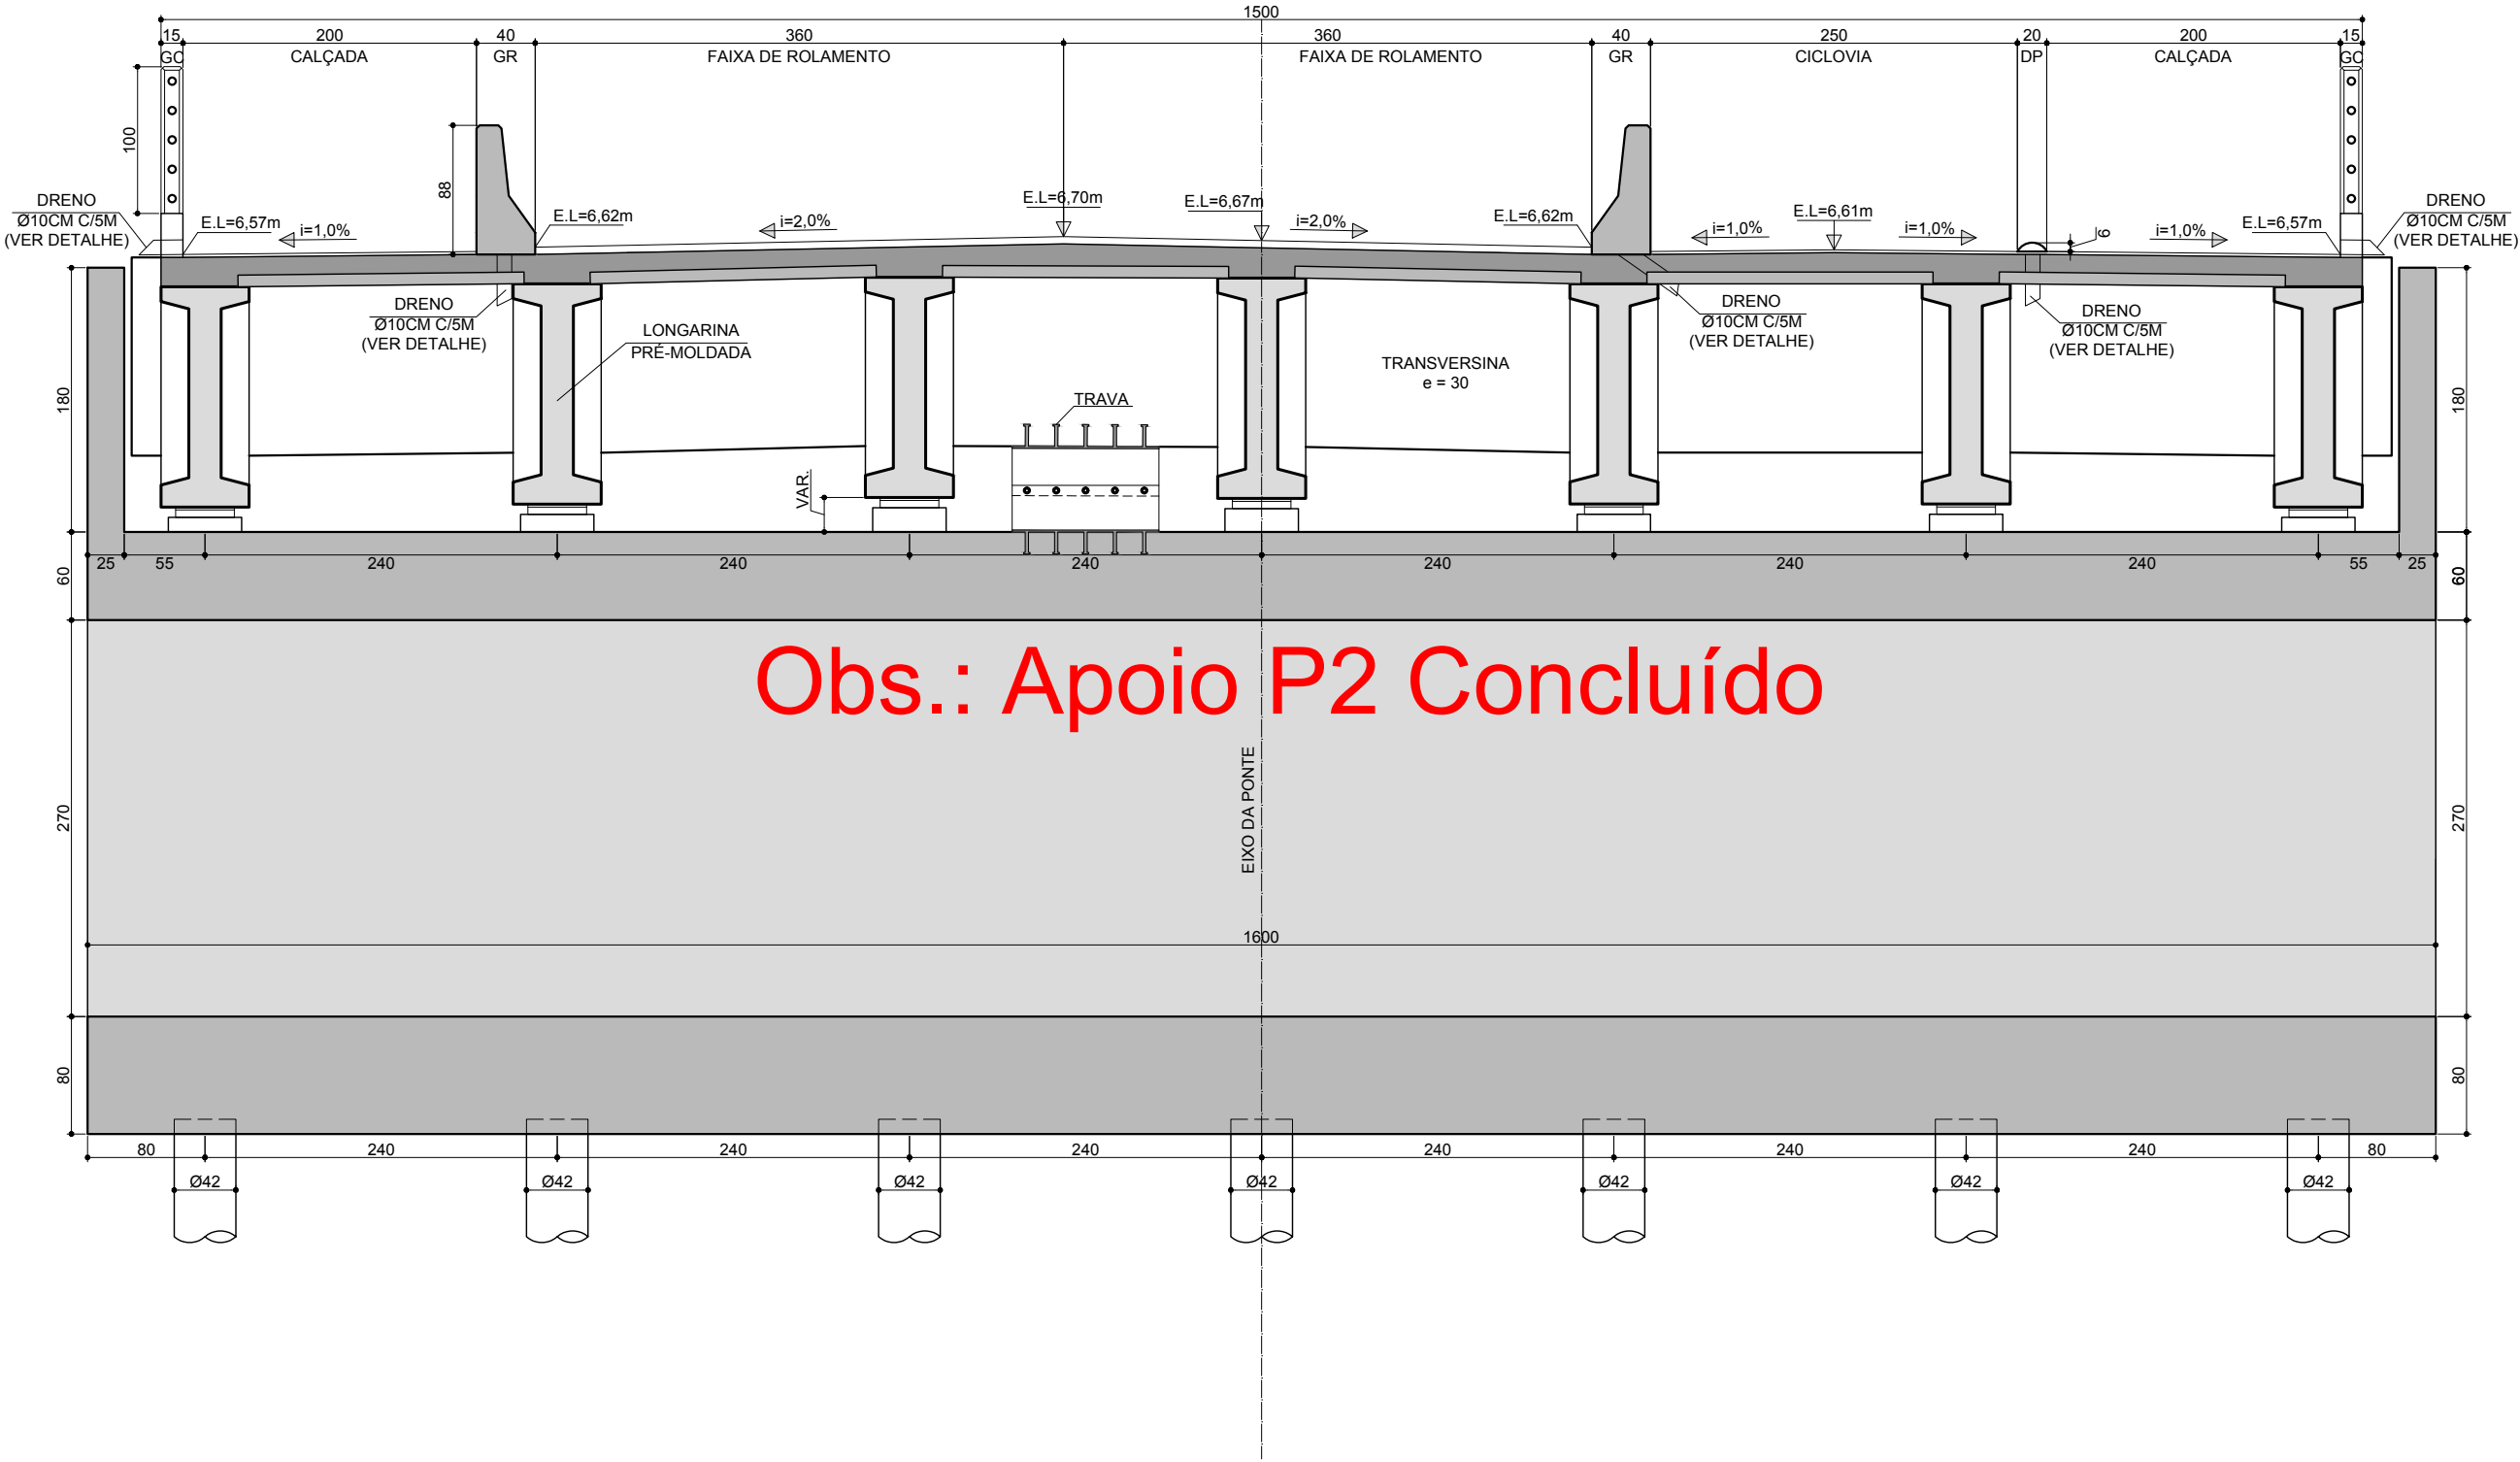 1500
15 200 40 360 360 40 250 20 200 15
GC CALÇADA GR FAIXA DE ROLAMENTO FAIXA DE ROLAMENTO GR CICLOVIA DP CALÇADA GC
100
88
DRENO
Ø10CM C/5M
(VER DETALHE)
E.L=6,57m
i=1,0%
E.L=6,62m
i=2,0%
E.L=6,70m
E.L=6,67m
i=2,0%
E.L=6,62m
i=1,0%
E.L=6,61m
i=1,0%
6
i=1,0%
E.L=6,57m
DRENO
Ø10CM C/5M
(VER DETALHE)
DRENO
Ø10CM C/5M
(VER DETALHE)
LONGARINA
PRÉ-MOLDADA
TRANSVERSINA
e = 30
DRENO
Ø10CM C/5M
(VER DETALHE)
DRENO
Ø10CM C/5M
(VER DETALHE)
180
TRAVA
180
VAR.
25 55 240 240 240 240 240 240 55 25
60
60
Obs.: Apoio P2 Concluído
EIXO DA PONTE
270
270
1600
80
80
80 240 240 240 240 240 240 80
Ø42 Ø42 Ø42 Ø42 Ø42 Ø42 Ø42